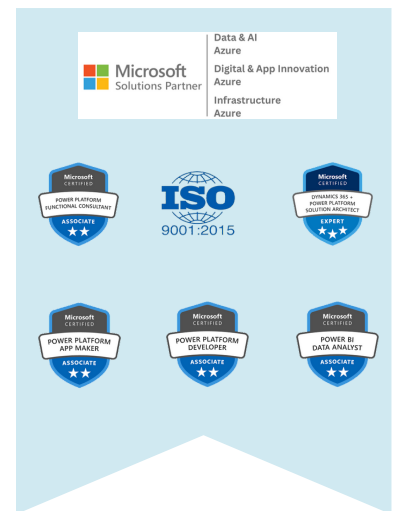 Microsoft
Solutions Partner
Data & AI
Azure
Digital & App Innovation
Azure
Infrastructure
Azure
Microsoft
CERTIFIED
POWER PLATFORM
FUNCTIONAL CONSULTANT
ASSOCIATE
ISO
9001:2015
Microsoft
CERTIFIED
DYNAMICS 365 +
POWER PLATFORM
SOLUTION ARCHITECT
EXPERT
Microsoft
CERTIFIED
POWER PLATFORM
APP MAKER
ASSOCIATE
Microsoft
CERTIFIED
POWER PLATFORM
DEVELOPER
ASSOCIATE
Microsoft
CERTIFIED
POWER BI
DATA ANALYST
ASSOCIATE